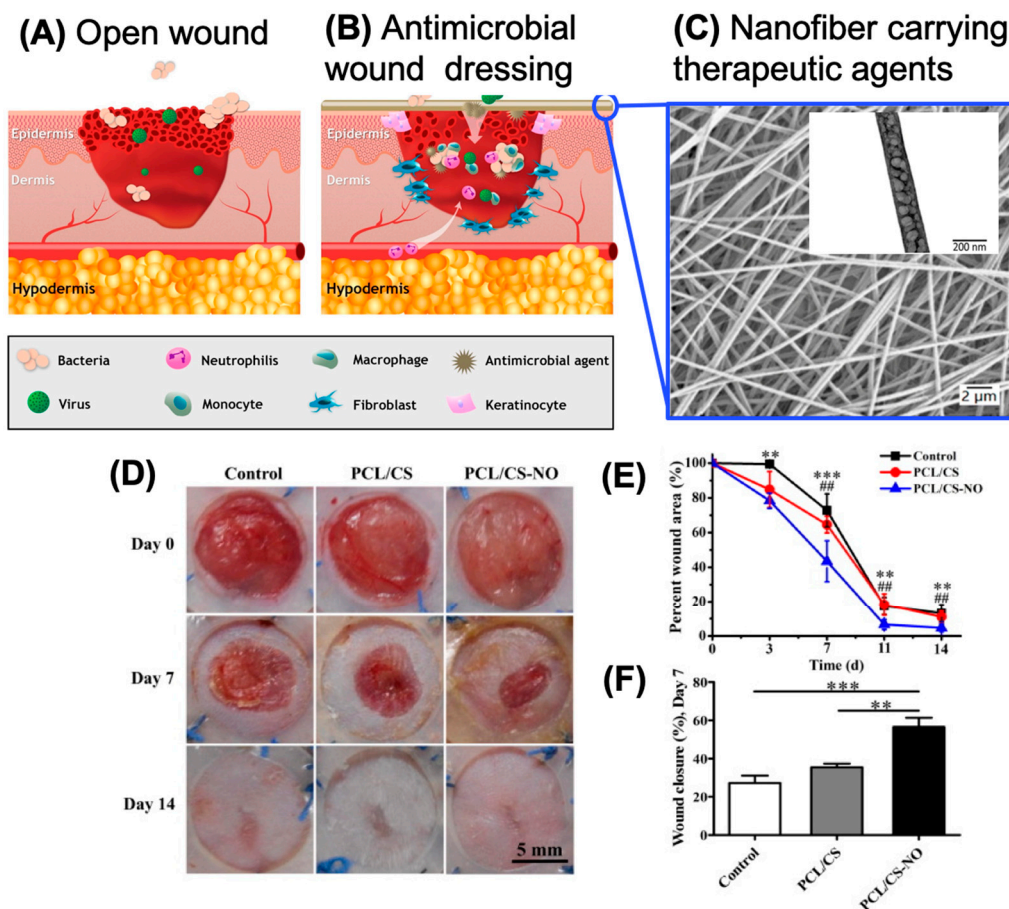 (A) Open wound
(B) Antimicrobial
wound dressing
(C) Nanofiber carrying
therapeutic agents
Epidermis
Dermis
Hypodermis
Epidermis
Dermis
Hypodermis
200 nm
2 μm
Bacteria
Neutrophilis
Macrophage
Antimicrobial agent
Virus
Monocyte
Fibroblast
Keratinocyte
(D)
Control
PCL/CS
PCL/CS-NO
Day 0
Day 7
Day 14
5 mm
(E)
Percent wound area (%)
100
80
60
40
20
0
**
***
##
**
##
**
##
Control
PCL/CS
PCL/CS-NO
0
3
7
11
14
Time (d)
(F)
Wound closure (%), Day 7
80
60
40
20
0
***
**
Control
PCL/CS
PCL/CS-NO